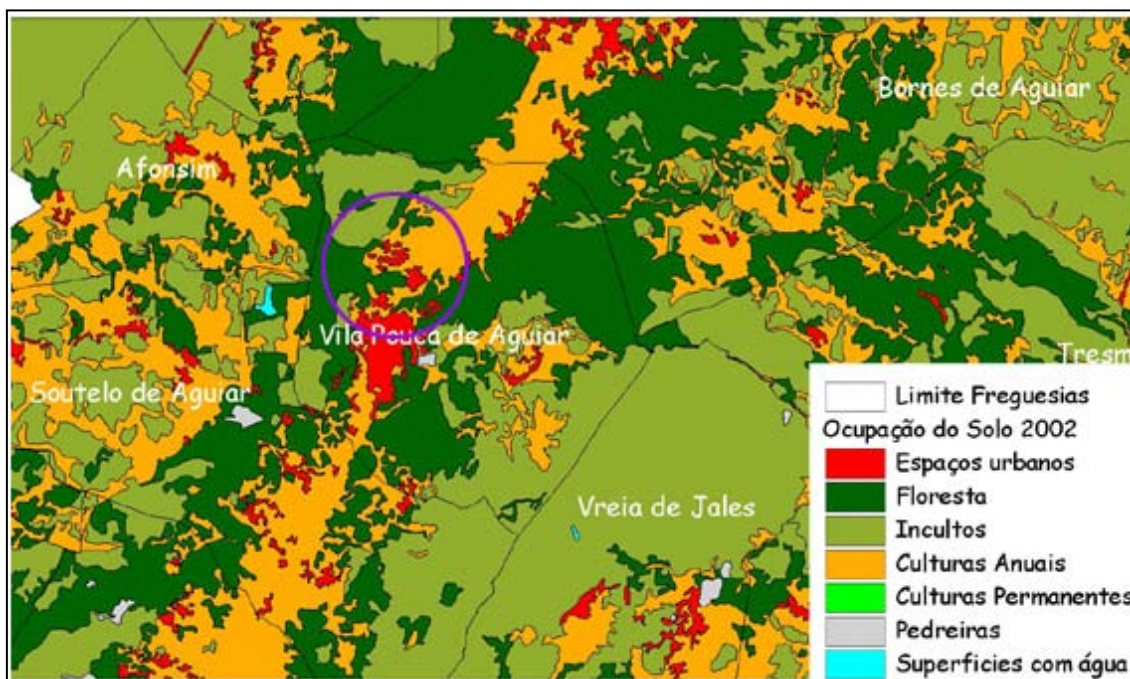 Bornes de Aguiar
Afonsim
Vila Pouca de Aguiar
Tresm
Soutelo de Aguiar
Vreia de Jales
Limite Freguesias
Ocupação do Solo 2002
Espaços urbanos
Floresta
Incultos
Culturas Anuais
Culturas Permanentes
Pedreiras
Superficies com água